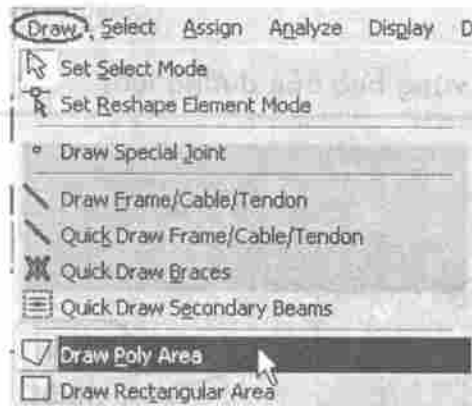 Draw Select Assign Analyze Display D
Set Select Mode
Set Reshape Element Mode
Draw Special Joint
Draw Frame/Cable/Tendon
Quick Draw Frame/Cable/Tendon
Quick Draw Braces
Quick Draw Secondary Beams
Draw Poly Area
Draw Rectangular Area